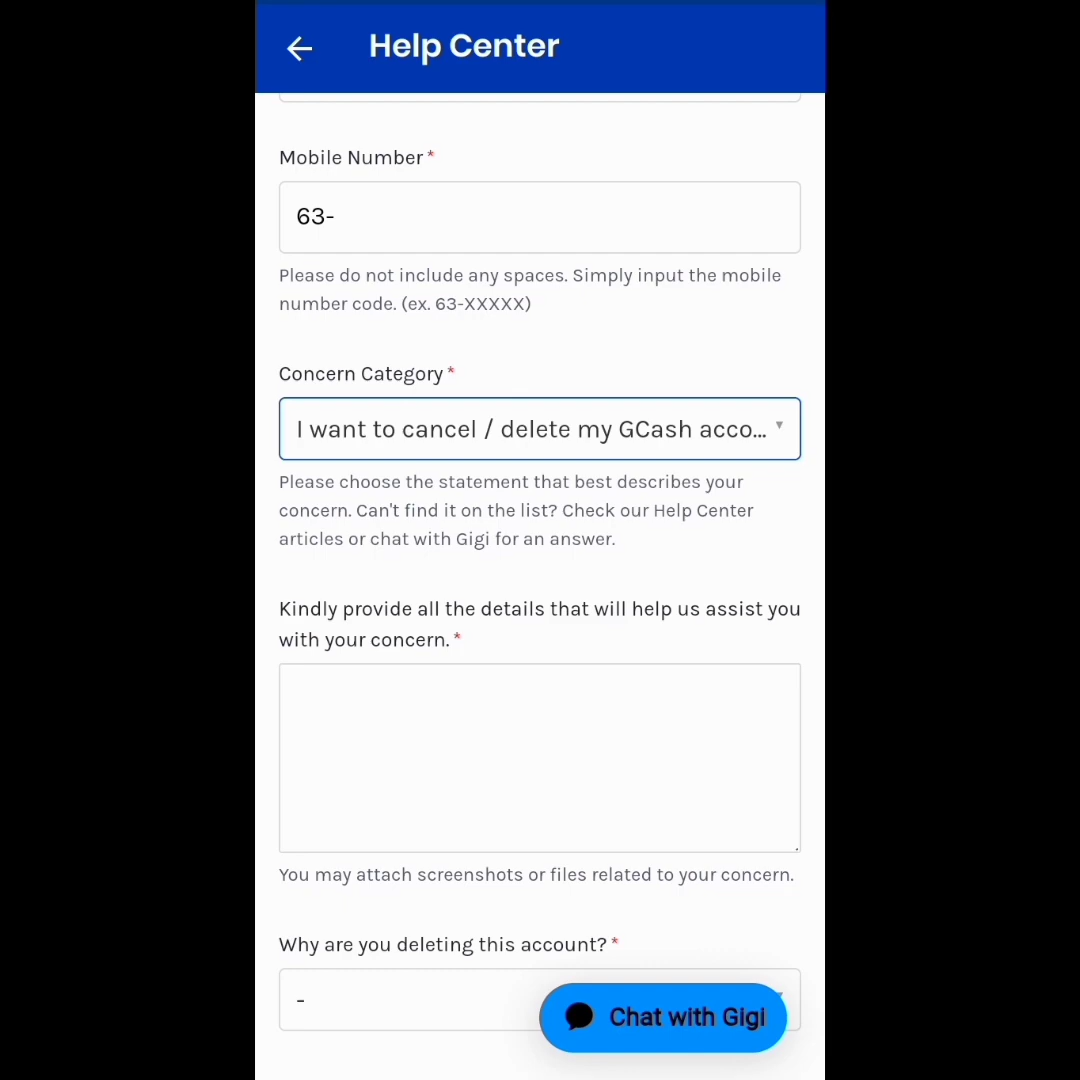 Help Center
Mobile Number *
63-
Please do not include any spaces. Simply input the mobile
number code. (ex. 63-XXXXX)
Concern Category *
I want to cancel / delete my GCash acco...
Please choose the statement that best describes your
concern. Can't find it on the list? Check our Help Center
articles or chat with Gigi for an answer.
Kindly provide all the details that will help us assist you
with your concern. *
You may attach screenshots or files related to your concern.
Why are you deleting this account? *
-
Chat with Gigi